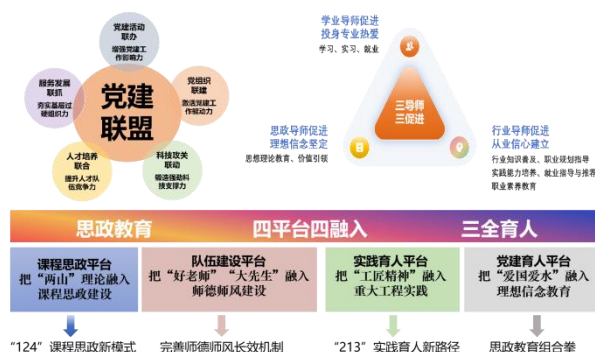 党建活动
联办
增强党建工
作影响力
服务发展
联抓
夯实基层过
硬组织力
党建
联盟
党组织
联建
激活党建工
作驱动力
人才培养
联合
提升人才队
伍竞争力
科技攻关
联动
锻造强劲科
技支撑力
学业导师促进
投身专业热爱
学习、实习、就业
三导师
三促进
思政导师促进
理想信念坚定
思想理论教育、价值引领
行业导师促进
从业信心建立
行业知识普及、职业规划指导
实践能力培养、就业指导与推荐
职业素养教育
思政教育 四平台四融入 三全育人
课程思政平台
把“两山”理论融入
课程思政建设
队伍建设平台
把“好老师”“大先生”融入
师德师风建设
实践育人平台
把“工匠精神”融入
重大工程实践
党建育人平台
把“爱国爱水”融入
理想信念教育
“124”课程思政新模式
完善师德师风长效机制
“213”实践育人新路径
思政教育组合拳